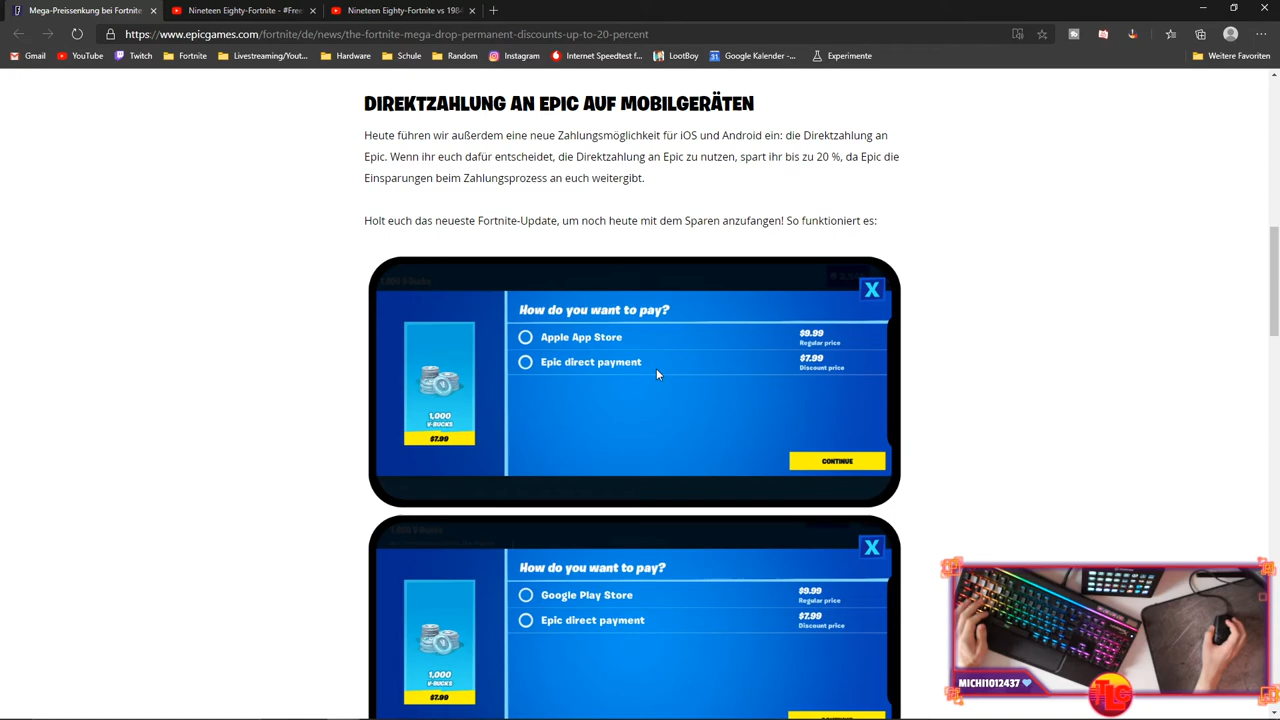 Mega-Preissenkung bei Fortnite
Nineteen Eighty-Fortnite - #Free
Nineteen Eighty-Fortnite vs 1984
https://www.epicgames.com/fortnite/de/news/the-fortnite-mega-drop-permanent-discounts-up-to-20-percent
Gmail YouTube Twitch Fortnite Livestreaming/Yout... Hardware Schule Random Instagram Internet Speedtest f... LootBoy Google Kalender -... Experimente Weitere Favoriten
DIREKTZAHLUNG AN EPIC AUF MOBILGERÄTEN
Heute führen wir außerdem eine neue Zahlungsmöglichkeit für iOS und Android ein: die Direktzahlung an
Epic. Wenn ihr euch dafür entscheidet, die Direktzahlung an Epic zu nutzen, spart ihr bis zu 20 %, da Epic die
Einsparungen beim Zahlungsprozess an euch weitergibt.
Holt euch das neueste Fortnite-Update, um noch heute mit dem Sparen anzufangen! So funktioniert es:
X
How do you want to pay?
Apple App Store
$9.99
Regular price
Epic direct payment
$7.99
Discount price
1,000
V-BUCKS
$7.99
CONTINUE
X
How do you want to pay?
Google Play Store
$9.99
Regular price
Epic direct payment
$7.99
Discount price
1,000
V-BUCKS
$7.99
MICHI1012437
TLC